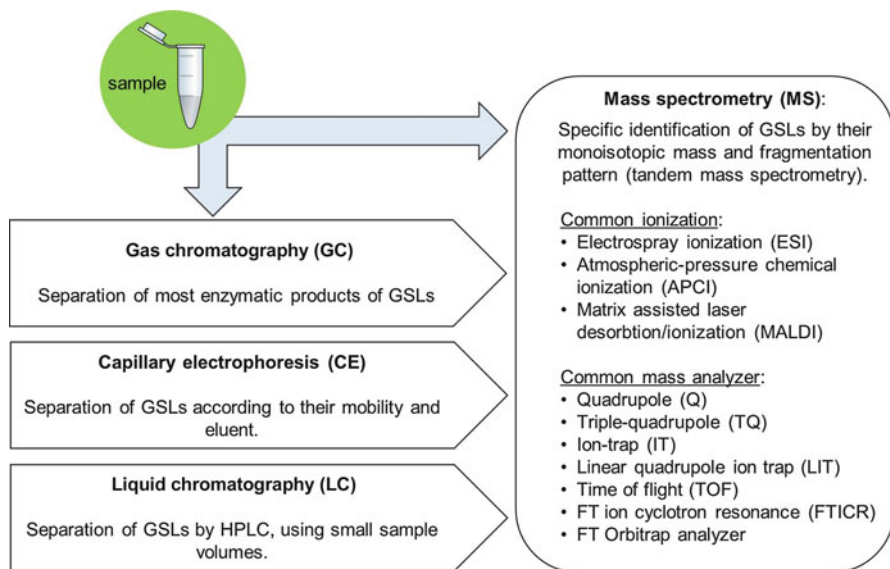 sample
Gas chromatography (GC)
Separation of most enzymatic products of GSLs
Capillary electrophoresis (CE)
Separation of GSLs according to their mobility and
eluent.
Liquid chromatography (LC)
Separation of GSLs by HPLC, using small sample
volumes.
Mass spectrometry (MS):
Specific identification of GSLs by their
monoisotopic mass and fragmentation
pattern (tandem mass spectrometry).
Common ionization:
• Electrospray ionization (ESI)
• Atmospheric-pressure chemical
ionization (APCI)
• Matrix assisted laser
desorbtion/ionization (MALDI)
Common mass analyzer:
• Quadrupole (Q)
• Triple-quadrupole (TQ)
• Ion-trap (IT)
• Linear quadrupole ion trap (LIT)
• Time of flight (TOF)
• FT ion cyclotron resonance (FTICR)
• FT Orbitrap analyzer